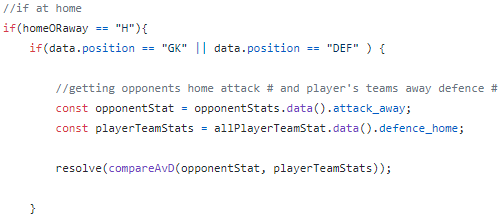 //if at home
if(homeORaway == "H"){
if(data.position == "GK" || data.position == "DEF" ) {
//getting opponents home attack # and player's teams away defence #
const opponentStat = opponentStats.data().attack_away;
const playerTeamStats = allPlayerTeamStat.data().defence_home;
resolve(compareAvD(opponentStat, playerTeamStats));
}